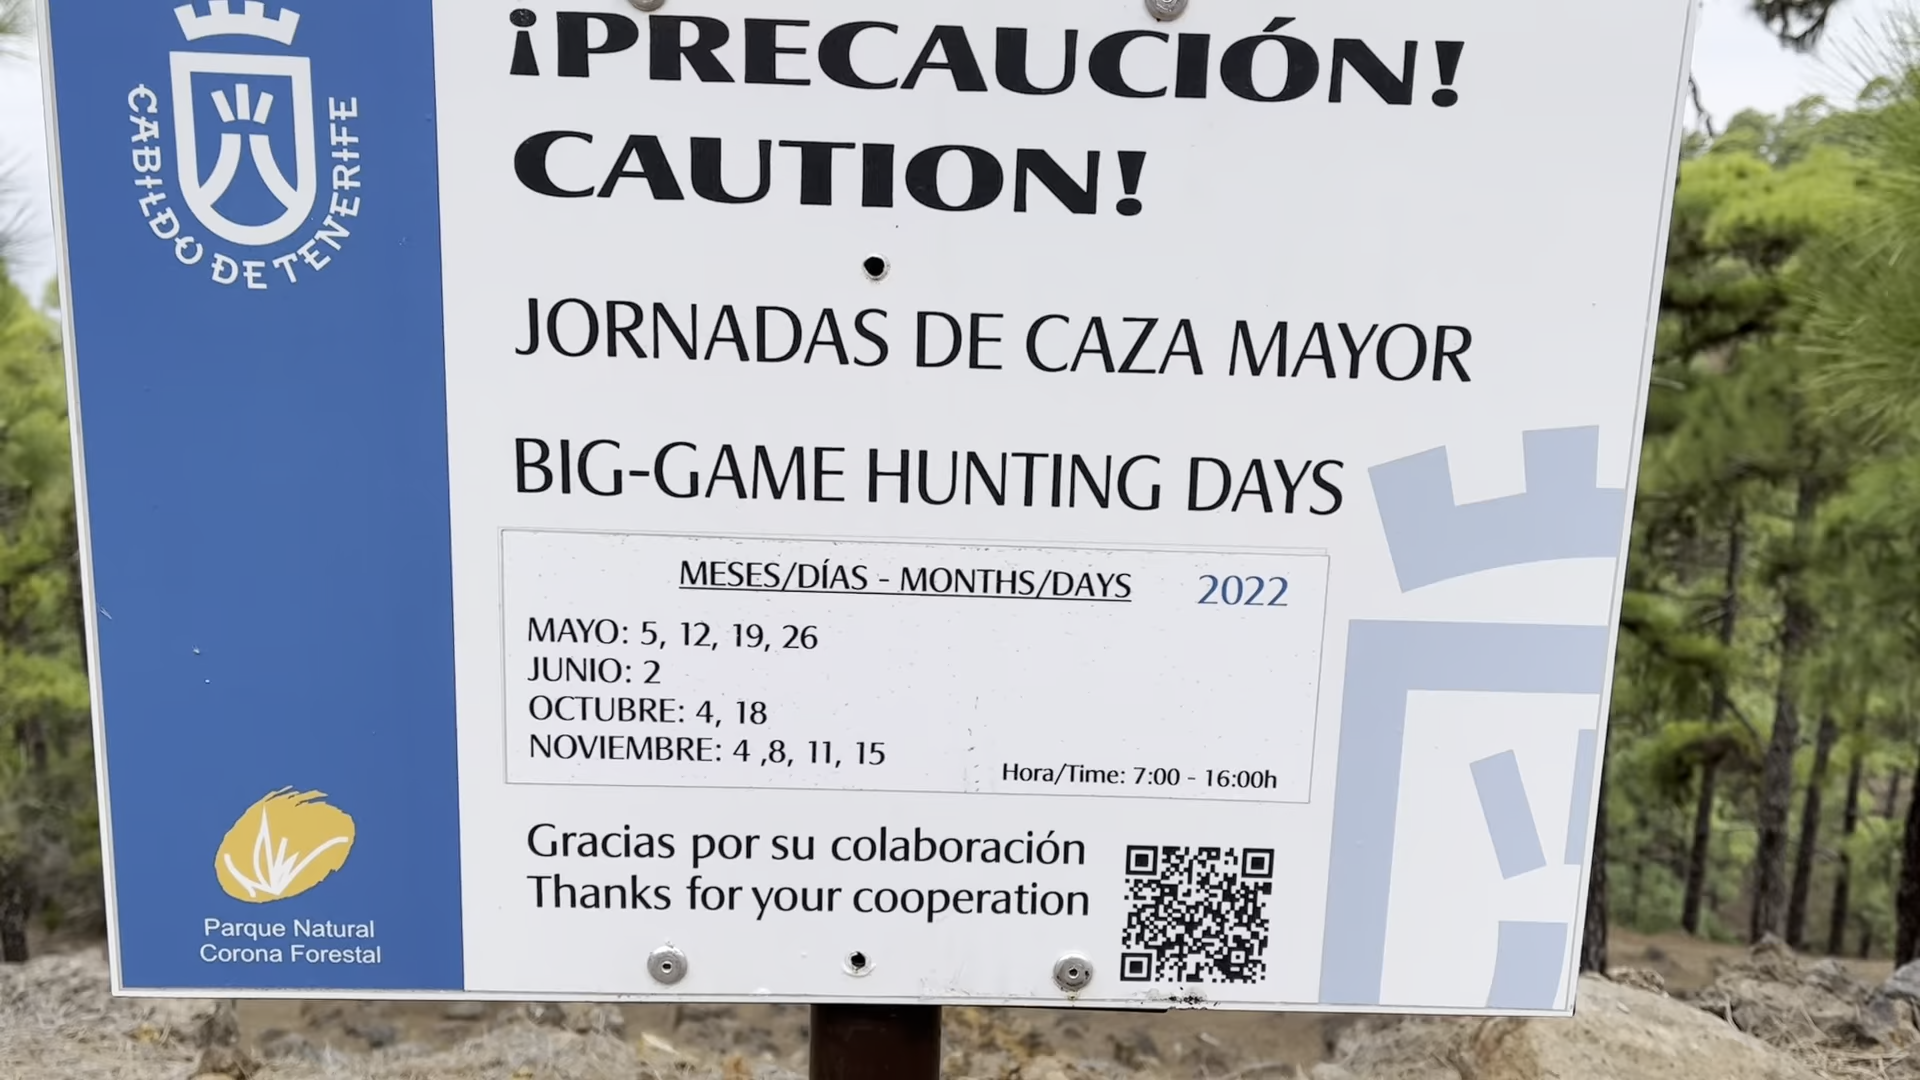 CABILDO DE TENERIFE
¡PRECAUCIÓN!
CAUTION!
JORNADAS DE CAZA MAYOR
BIG-GAME HUNTING DAYS
MESES/DÍAS - MONTHS/DAYS 2022
MAYO: 5, 12, 19, 26
JUNIO: 2
OCTUBRE: 4, 18
NOVIEMBRE: 4 ,8, 11, 15
Hora/Time: 7:00 - 16:00h
Gracias por su colaboración
Thanks for your cooperation
Parque Natural
Corona Forestal